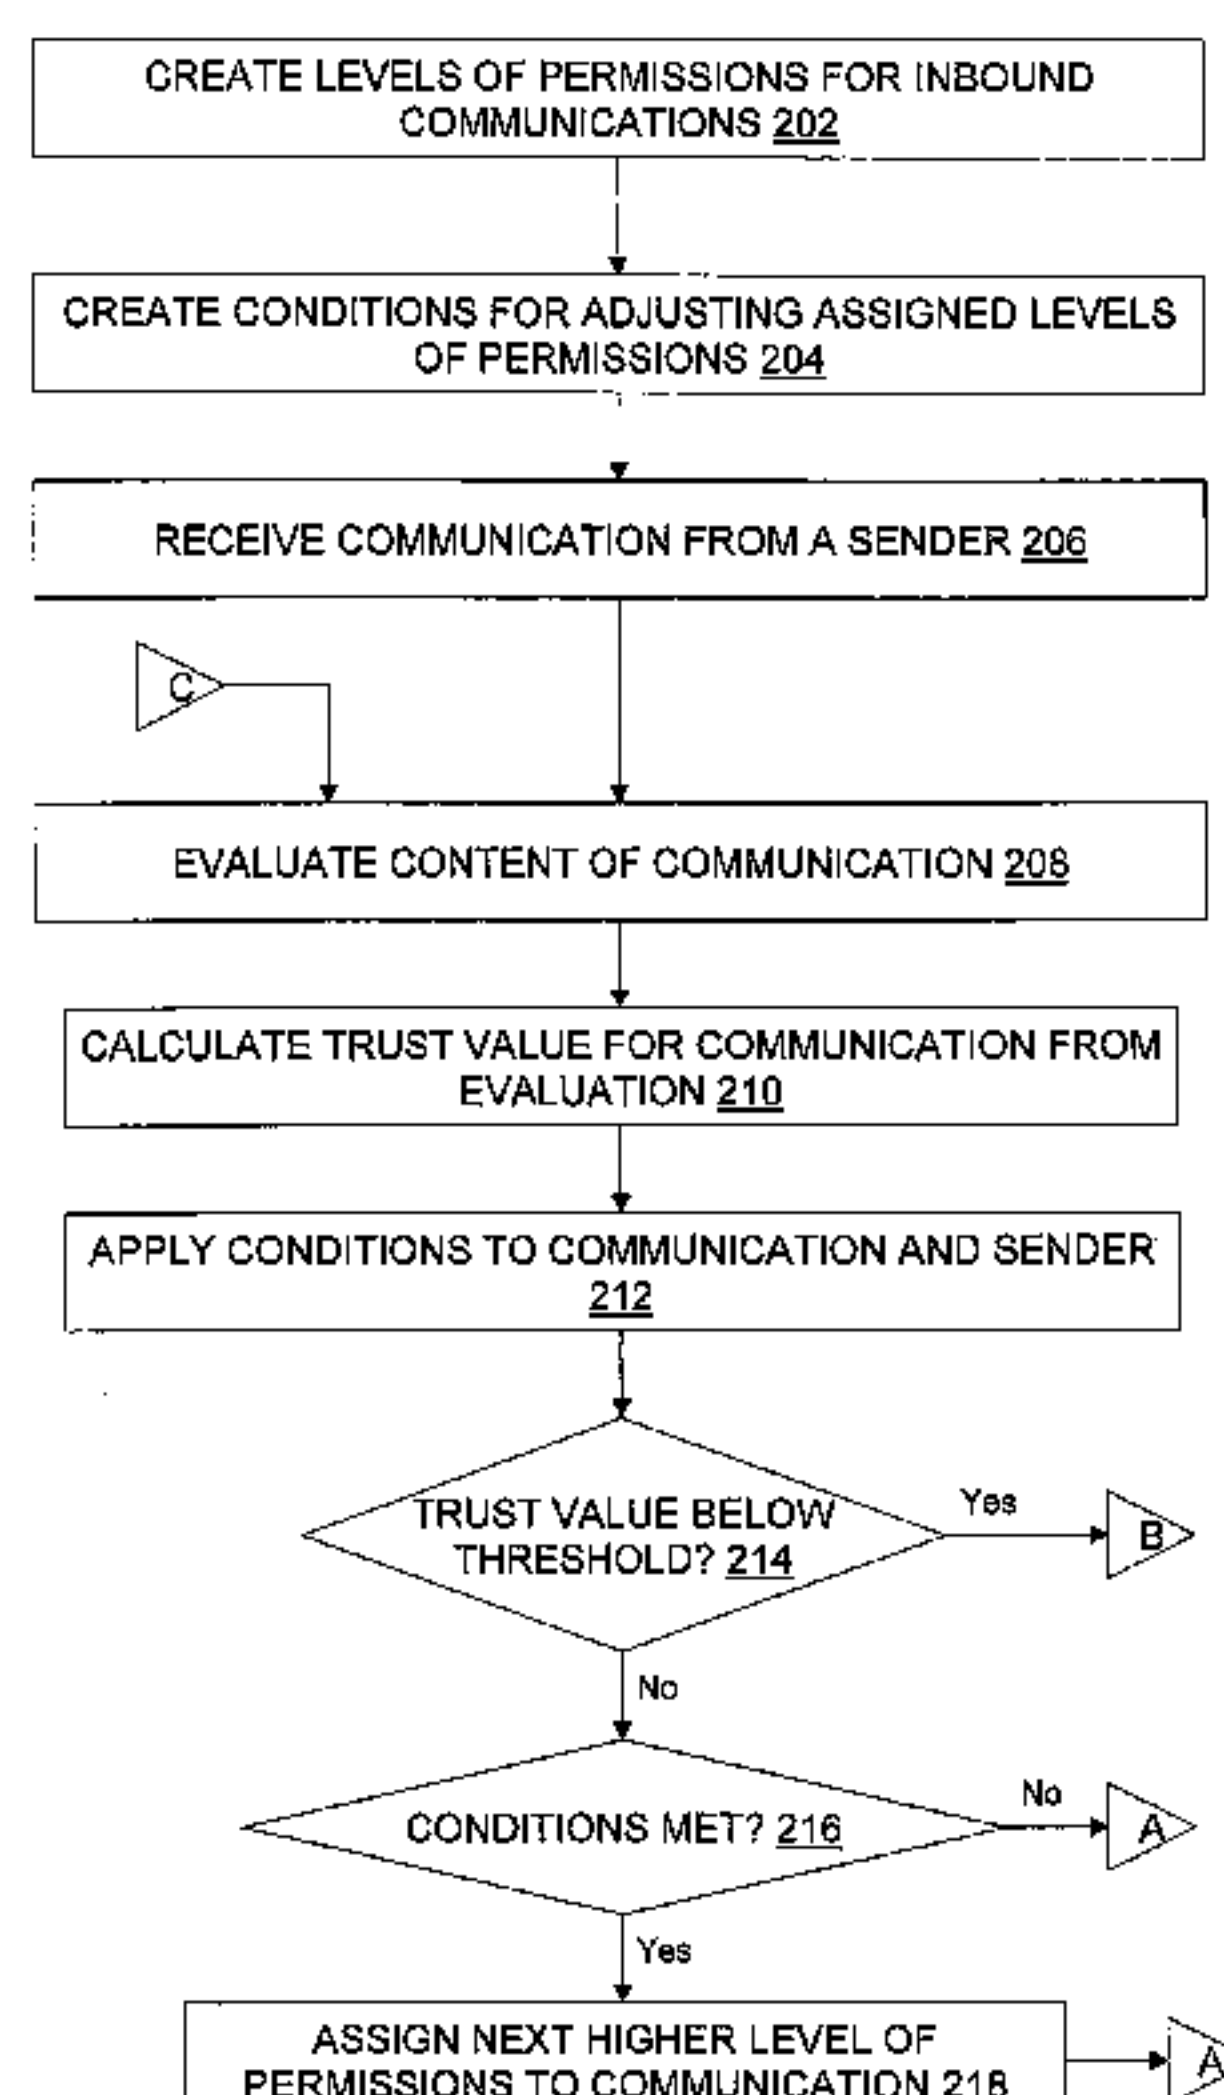 CREATE LEVELS OF PERMISSIONS FOR INBOUND
COMMUNICATIONS 202
CREATE CONDITIONS FOR ADJUSTING ASSIGNED LEVELS
OF PERMISSIONS 204
RECEIVE COMMUNICATION FROM A SENDER 206
C
EVALUATE CONTENT OF COMMUNICATION 208
CALCULATE TRUST VALUE FOR COMMUNICATION FROM
EVALUATION 210
APPLY CONDITIONS TO COMMUNICATION AND SENDER
212
TRUST VALUE BELOW
THRESHOLD? 214
Yes
B
No
CONDITIONS MET? 216
No
A
Yes
ASSIGN NEXT HIGHER LEVEL OF
PERMISSIONS TO COMMUNICATION 218
A